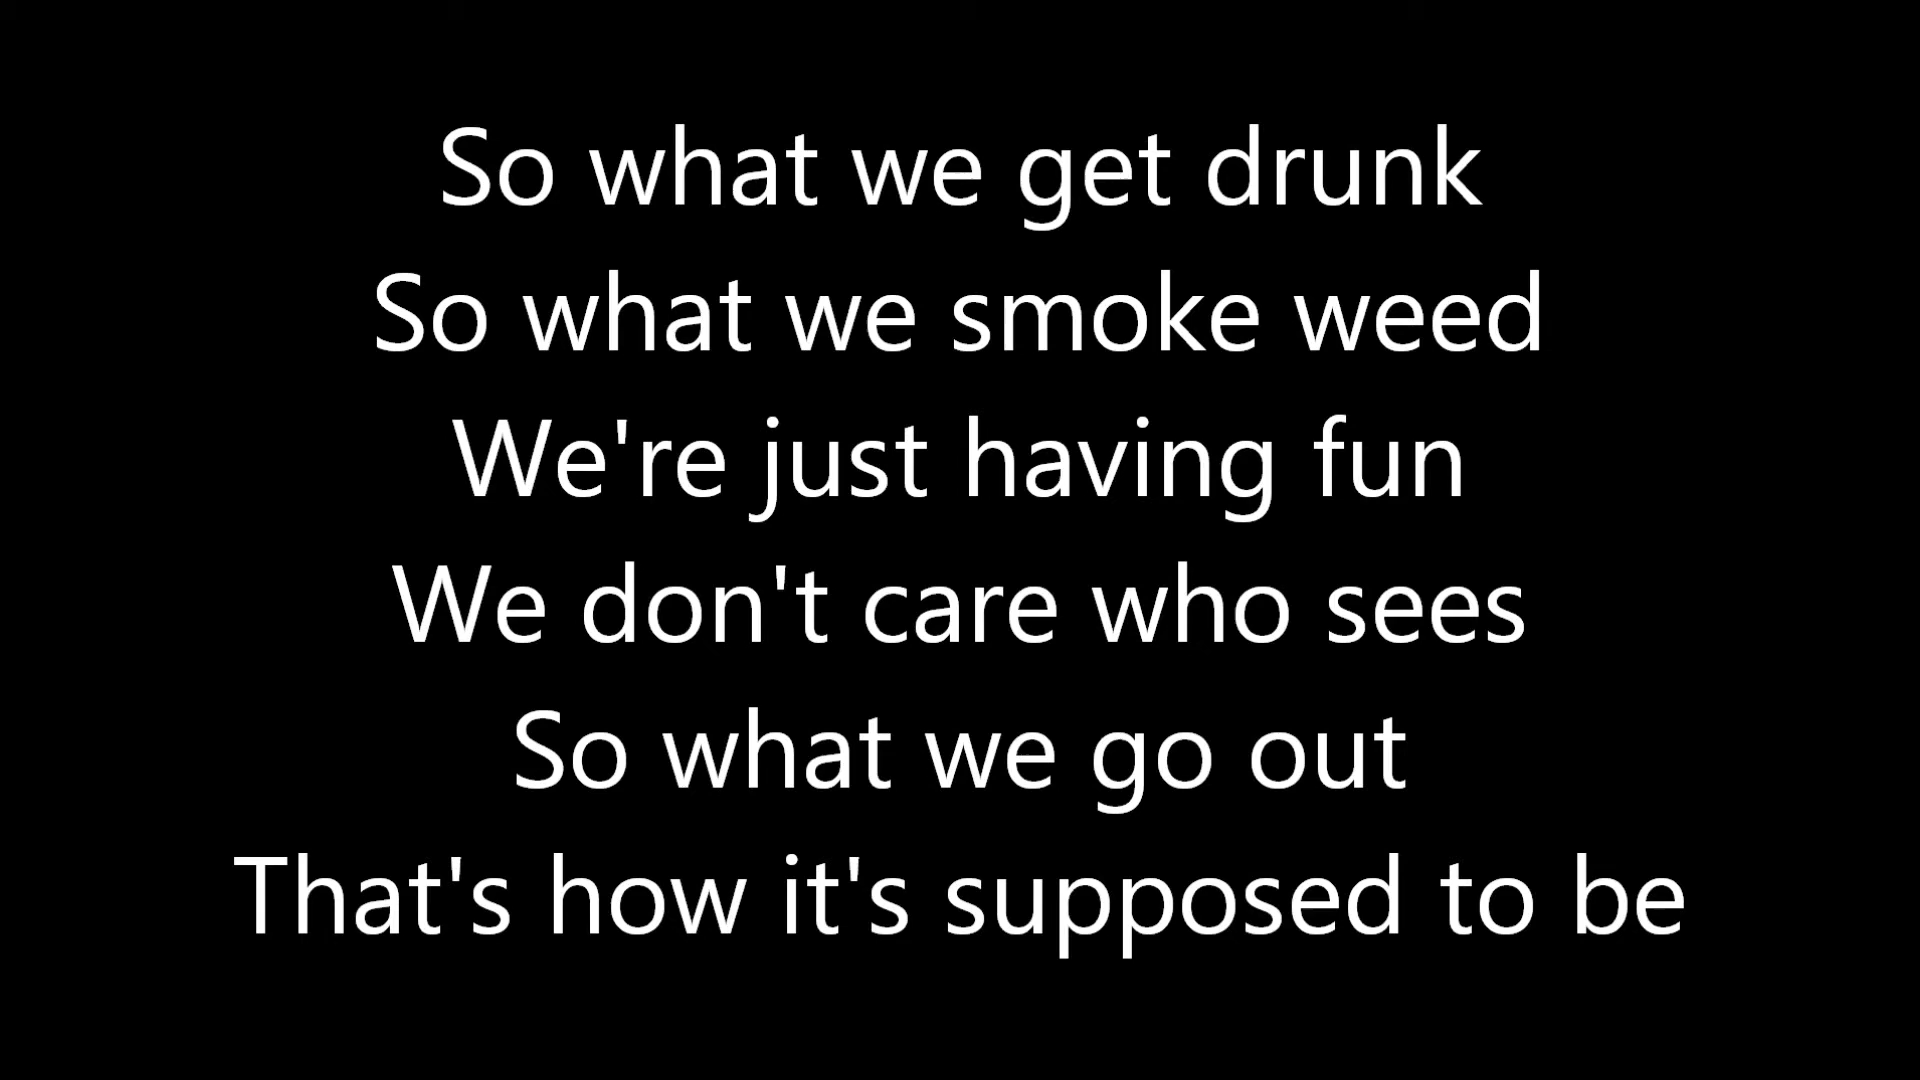 So what we get drunk
So what we smoke weed
We're just having fun
We don't care who sees
So what we go out
That's how it's supposed to be